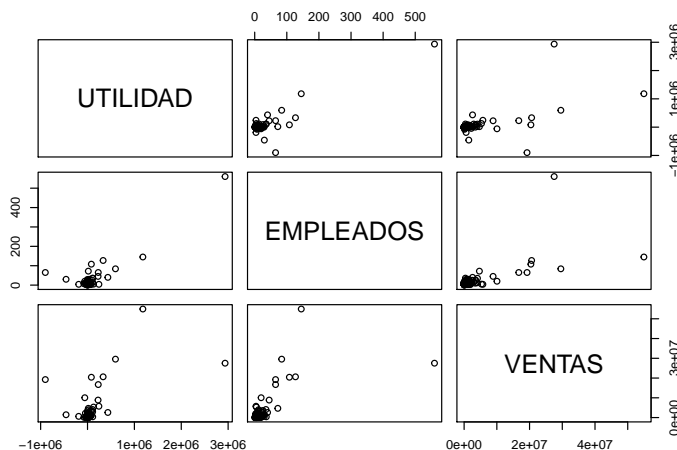 0 100 200 300 400 500
UTILIDAD
−1e+06 1e+06 3e+06
0 200 400
EMPLEADOS
VENTAS
0e+00 3e+07
−1e+06 1e+06 2e+06 3e+06
0e+00 2e+07 4e+07